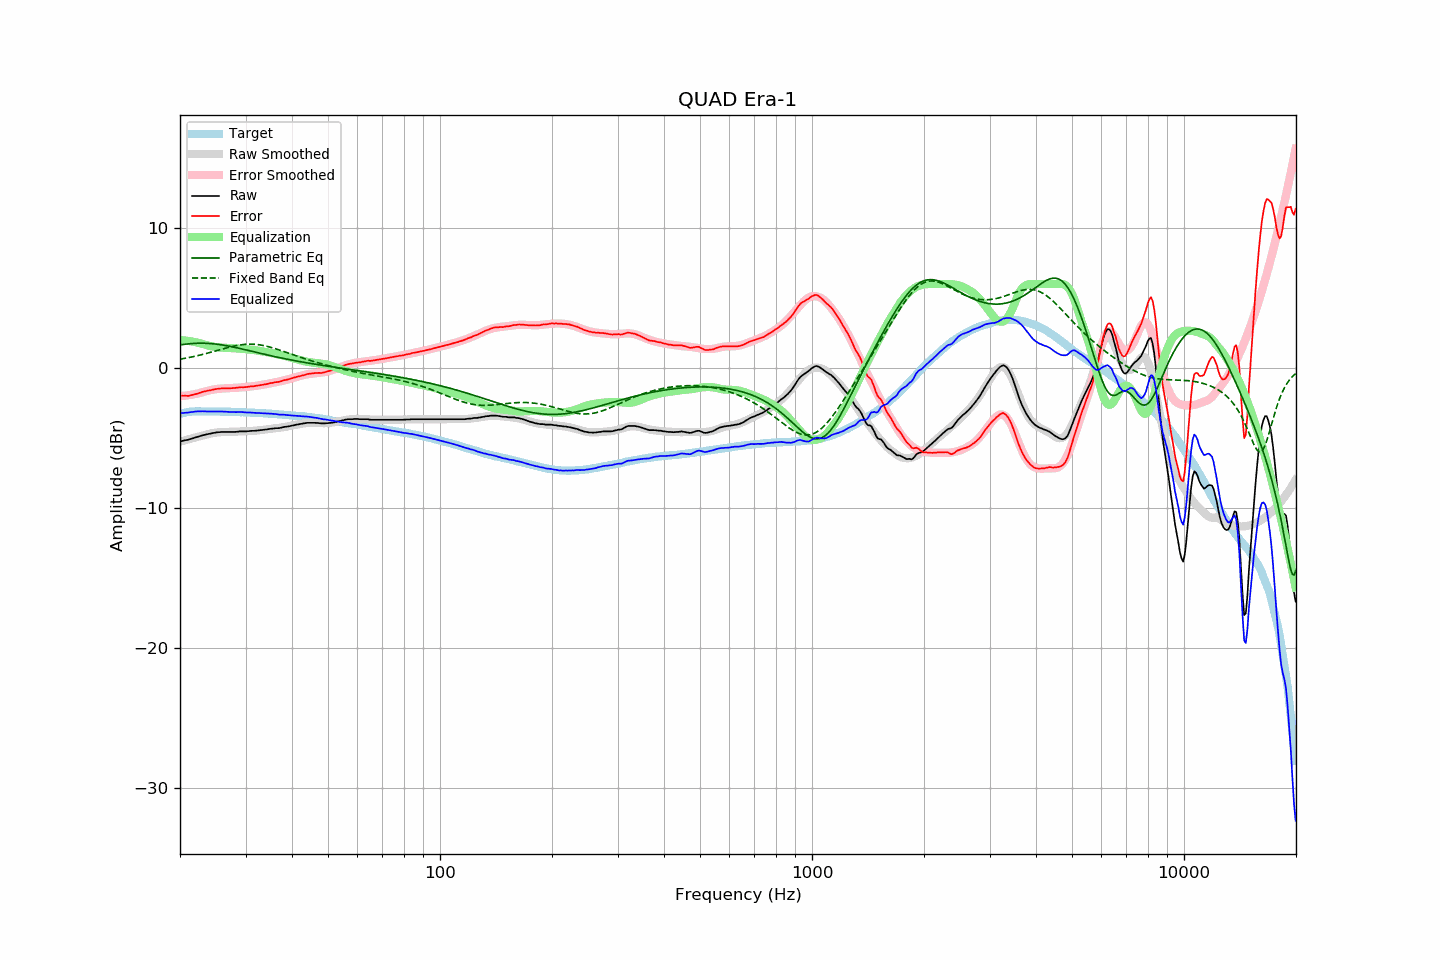 QUAD Era-1
Target
Raw Smoothed
Error Smoothed
Raw
Error
Equalization
Parametric Eq
Fixed Band Eq
Equalized
10
0
−10
−20
−30
Amplitude (dBr)
100
1000
10000
Frequency (Hz)